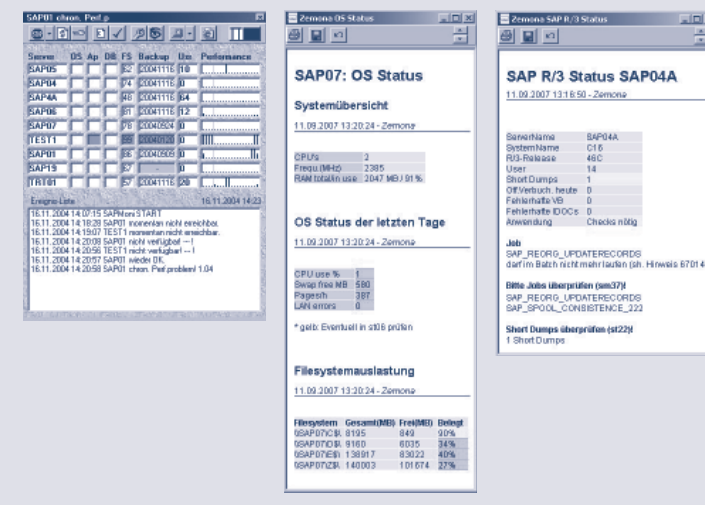 SAP01 chron. Perf.p
Server OS Ap DB FS Backup Use Performance
SAP05 62 20041116 10
SAP04 74 20041116 0
SAP4A 48 20041116 64
SAP06 81 20041116 12
SAP07 78 20040524 0
TEST1 20040120 0
SAP01 66 20040909 0
SAP19 67 - 0
TRT01 57 20041116 20
Ereignis-Liste 16.11.2004 14:23
16.11.2004 14:07:15 SAPMoni START
16.11.2004 14:18:28 SAP01 momentan nicht erreichbar.
16.11.2004 14:19:07 TEST1 momentan nicht erreichbar.
16.11.2004 14:20:08 SAP01 nicht verfügbar! --- !
16.11.2004 14:20:56 TEST1 nicht verfügbar! --- !
16.11.2004 14:20:57 SAP01 wieder OK.
16.11.2004 14:20:58 SAP01 chron. Perf.problem! 1.04
Zemona OS Status
SAP07: OS Status
Systemübersicht
11.09.2007 13:20:24 - Zemona
CPU's 2
Frequ.(MHz) 2385
RAM total/in use 2047 MB / 91 %
OS Status der letzten Tage
11.09.2007 13:20:24 - Zemona
CPU use % 1
Swap free MB 580
Pages/h 387
LAN errors 0
* gelb: Eventuell in st06 prüfen
Filesystemauslastung
11.09.2007 13:20:24 - Zemona
Filesystem Gesamt(MB) Frei(MB) Belegt
\\SAP07\C$\ 8195 849 90%
\\SAP07\D$\ 9160 6035 34%
\\SAP07\E$\ 138917 83022 40%
\\SAP07\Z$\ 140003 101674 27%
Zemona SAP R/3 Status
SAP R/3 Status SAP04A
11.09.2007 13:18:50 - Zemona
ServerName SAP04A
SystemName C16
R/3-Release 46C
User 14
Short Dumps 1
Off.Verbuch. heute 0
Fehlerhafte VB 0
Fehlerhafte IDOCs 0
Anwendung Checks nötig
Job
SAP_REORG_UPDATERECORDS
darf im Batch nicht mehr laufen (sh. Hinweis 67014
Bitte Jobs überprüfen (sm37)!
SAP_REORG_UPDATERECORDS
SAP_SPOOL_CONSISTENCE_222
Short Dumps überprüfen (st22)!
1 Short Dumps